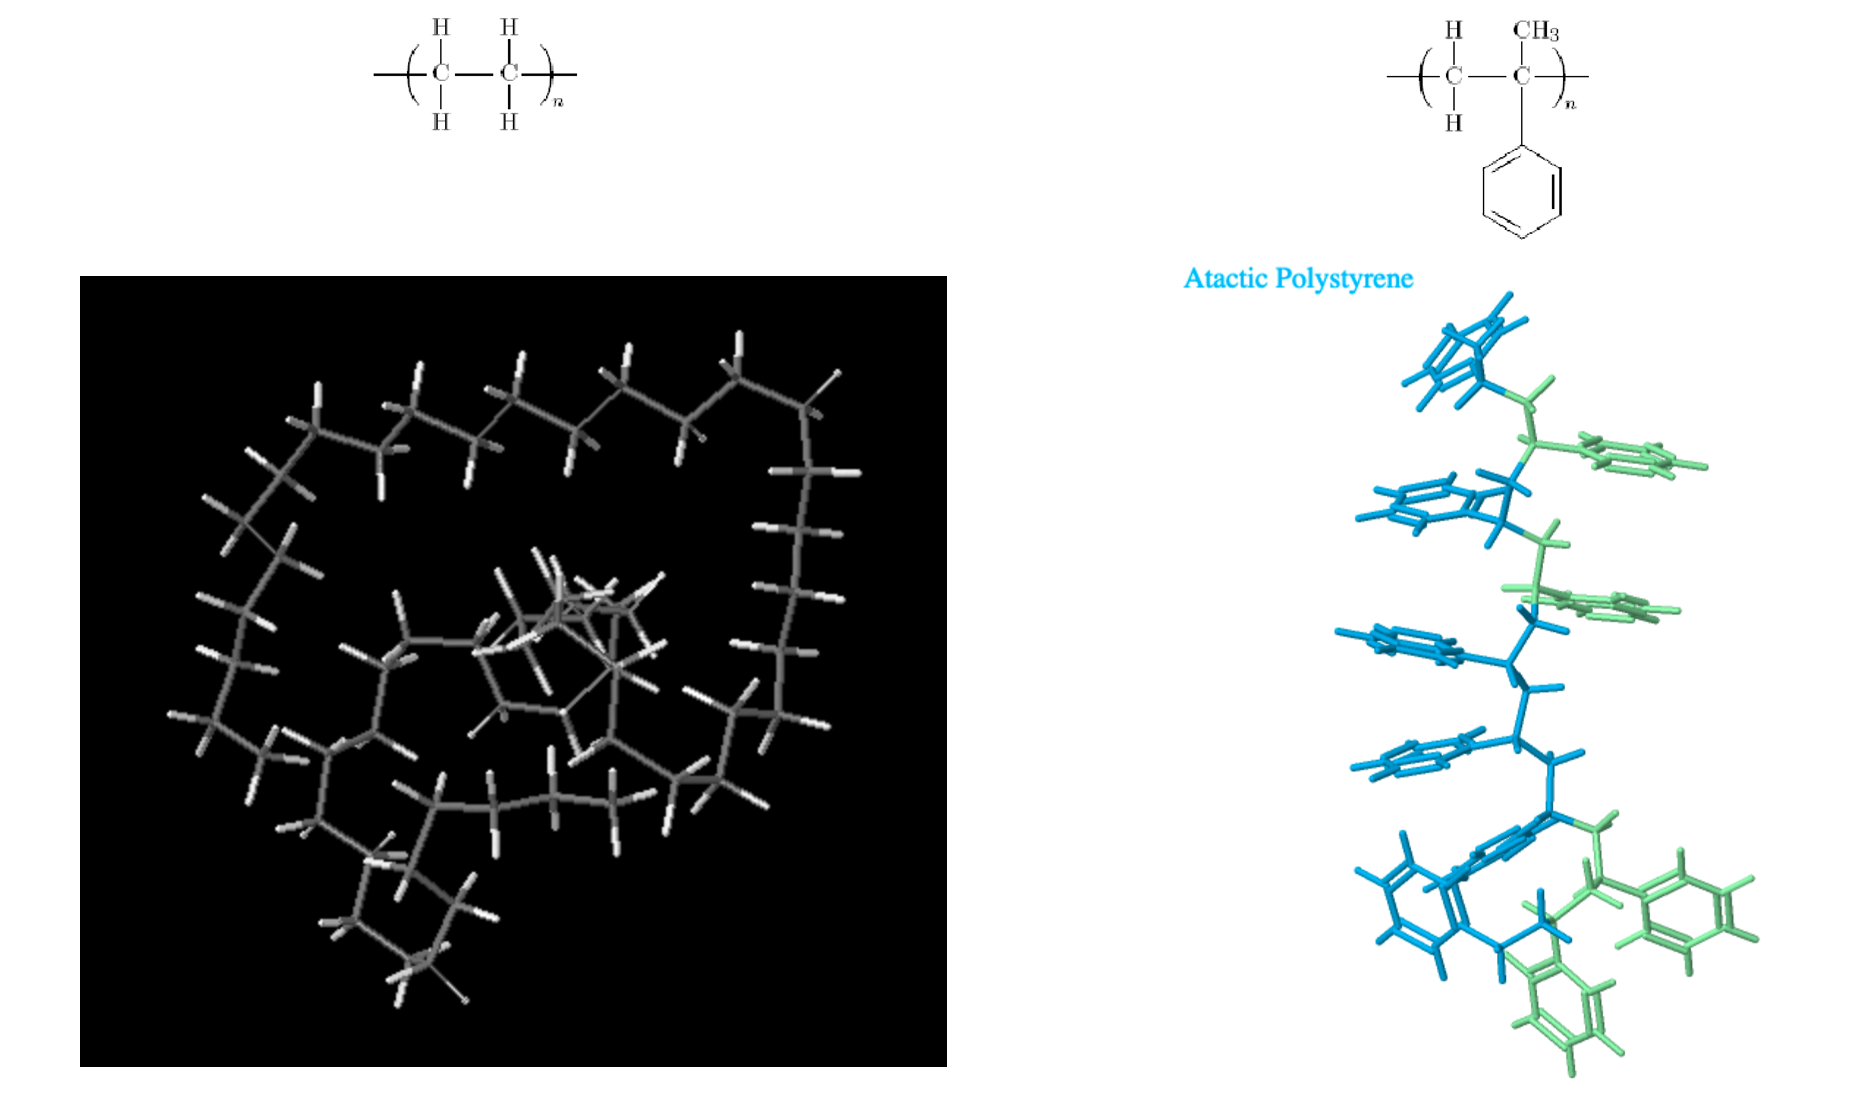 H H
( C C )n
H H
H CH3
( C C )n
H
Atactic Polystyrene